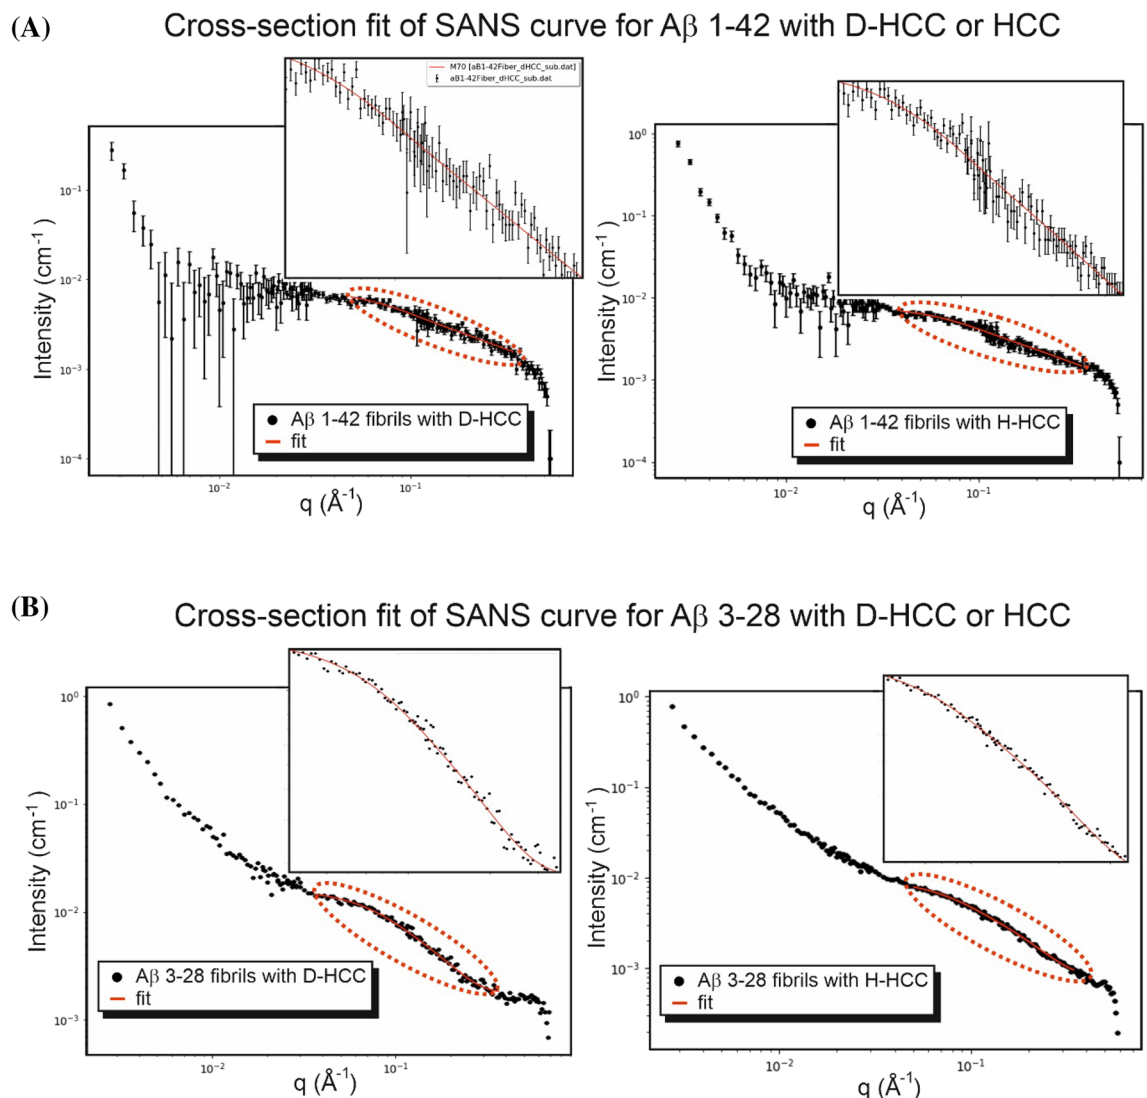 (A)
Cross-section fit of SANS curve for Aβ 1-42 with D-HCC or HCC
M70 [aB1-42Fiber_dHCC_sub.dat]
aB1-42Fiber_dHCC_sub.dat
Intensity (cm-1)
10-1
10-2
10-3
10-4
Aβ 1-42 fibrils with D-HCC
fit
10-2
10-1
q (Å-1)
Intensity (cm-1)
100
10-1
10-2
10-3
10-4
Aβ 1-42 fibrils with H-HCC
fit
10-2
10-1
q (Å-1)
(B)
Cross-section fit of SANS curve for Aβ 3-28 with D-HCC or HCC
Intensity (cm-1)
100
10-1
10-2
10-3
Aβ 3-28 fibrils with D-HCC
fit
10-2
10-1
q (Å-1)
Intensity (cm-1)
100
10-1
10-2
10-3
Aβ 3-28 fibrils with H-HCC
fit
10-2
10-1
q (Å-1)